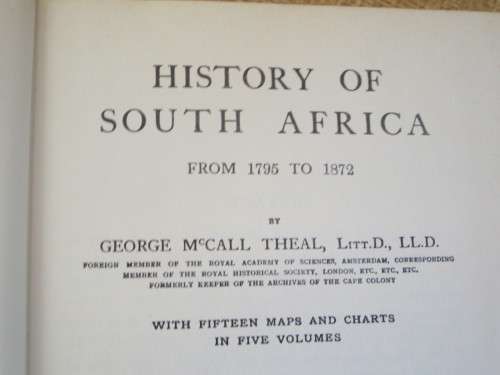 HISTORY OF
SOUTH AFRICA
FROM 1795 TO 1872
BY
GEORGE McCALL THEAL, Litt.D., LL.D.
FOREIGN MEMBER OF THE ROYAL ACADEMY OF SCIENCES, AMSTERDAM, CORRESPONDING
MEMBER OF THE ROYAL HISTORICAL SOCIETY, LONDON, ETC., ETC., ETC.
FORMERLY KEEPER OF THE ARCHIVES OF THE CAPE COLONY
WITH FIFTEEN MAPS AND CHARTS
IN FIVE VOLUMES